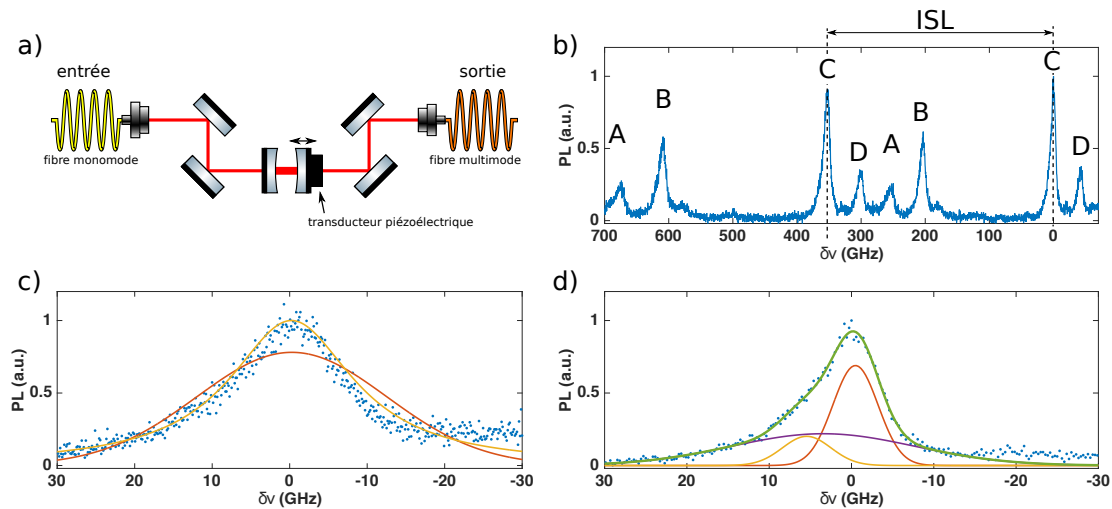 a)
entrée
sortie
fibre monomode
fibre multimode
transducteur piézoélectrique
b)
ISL
A
B
C
D
A
B
C
D
PL (a.u.)
1
0.5
0
700 600 400 300 200 100 0
δν (GHz)
c)
PL (a.u.)
1
0.5
0
30 20 10 0 -10 -20 -30
δν (GHz)
d)
PL (a.u.)
1
0.5
0
30 20 10 0 -10 -20 -30
δν (GHz)